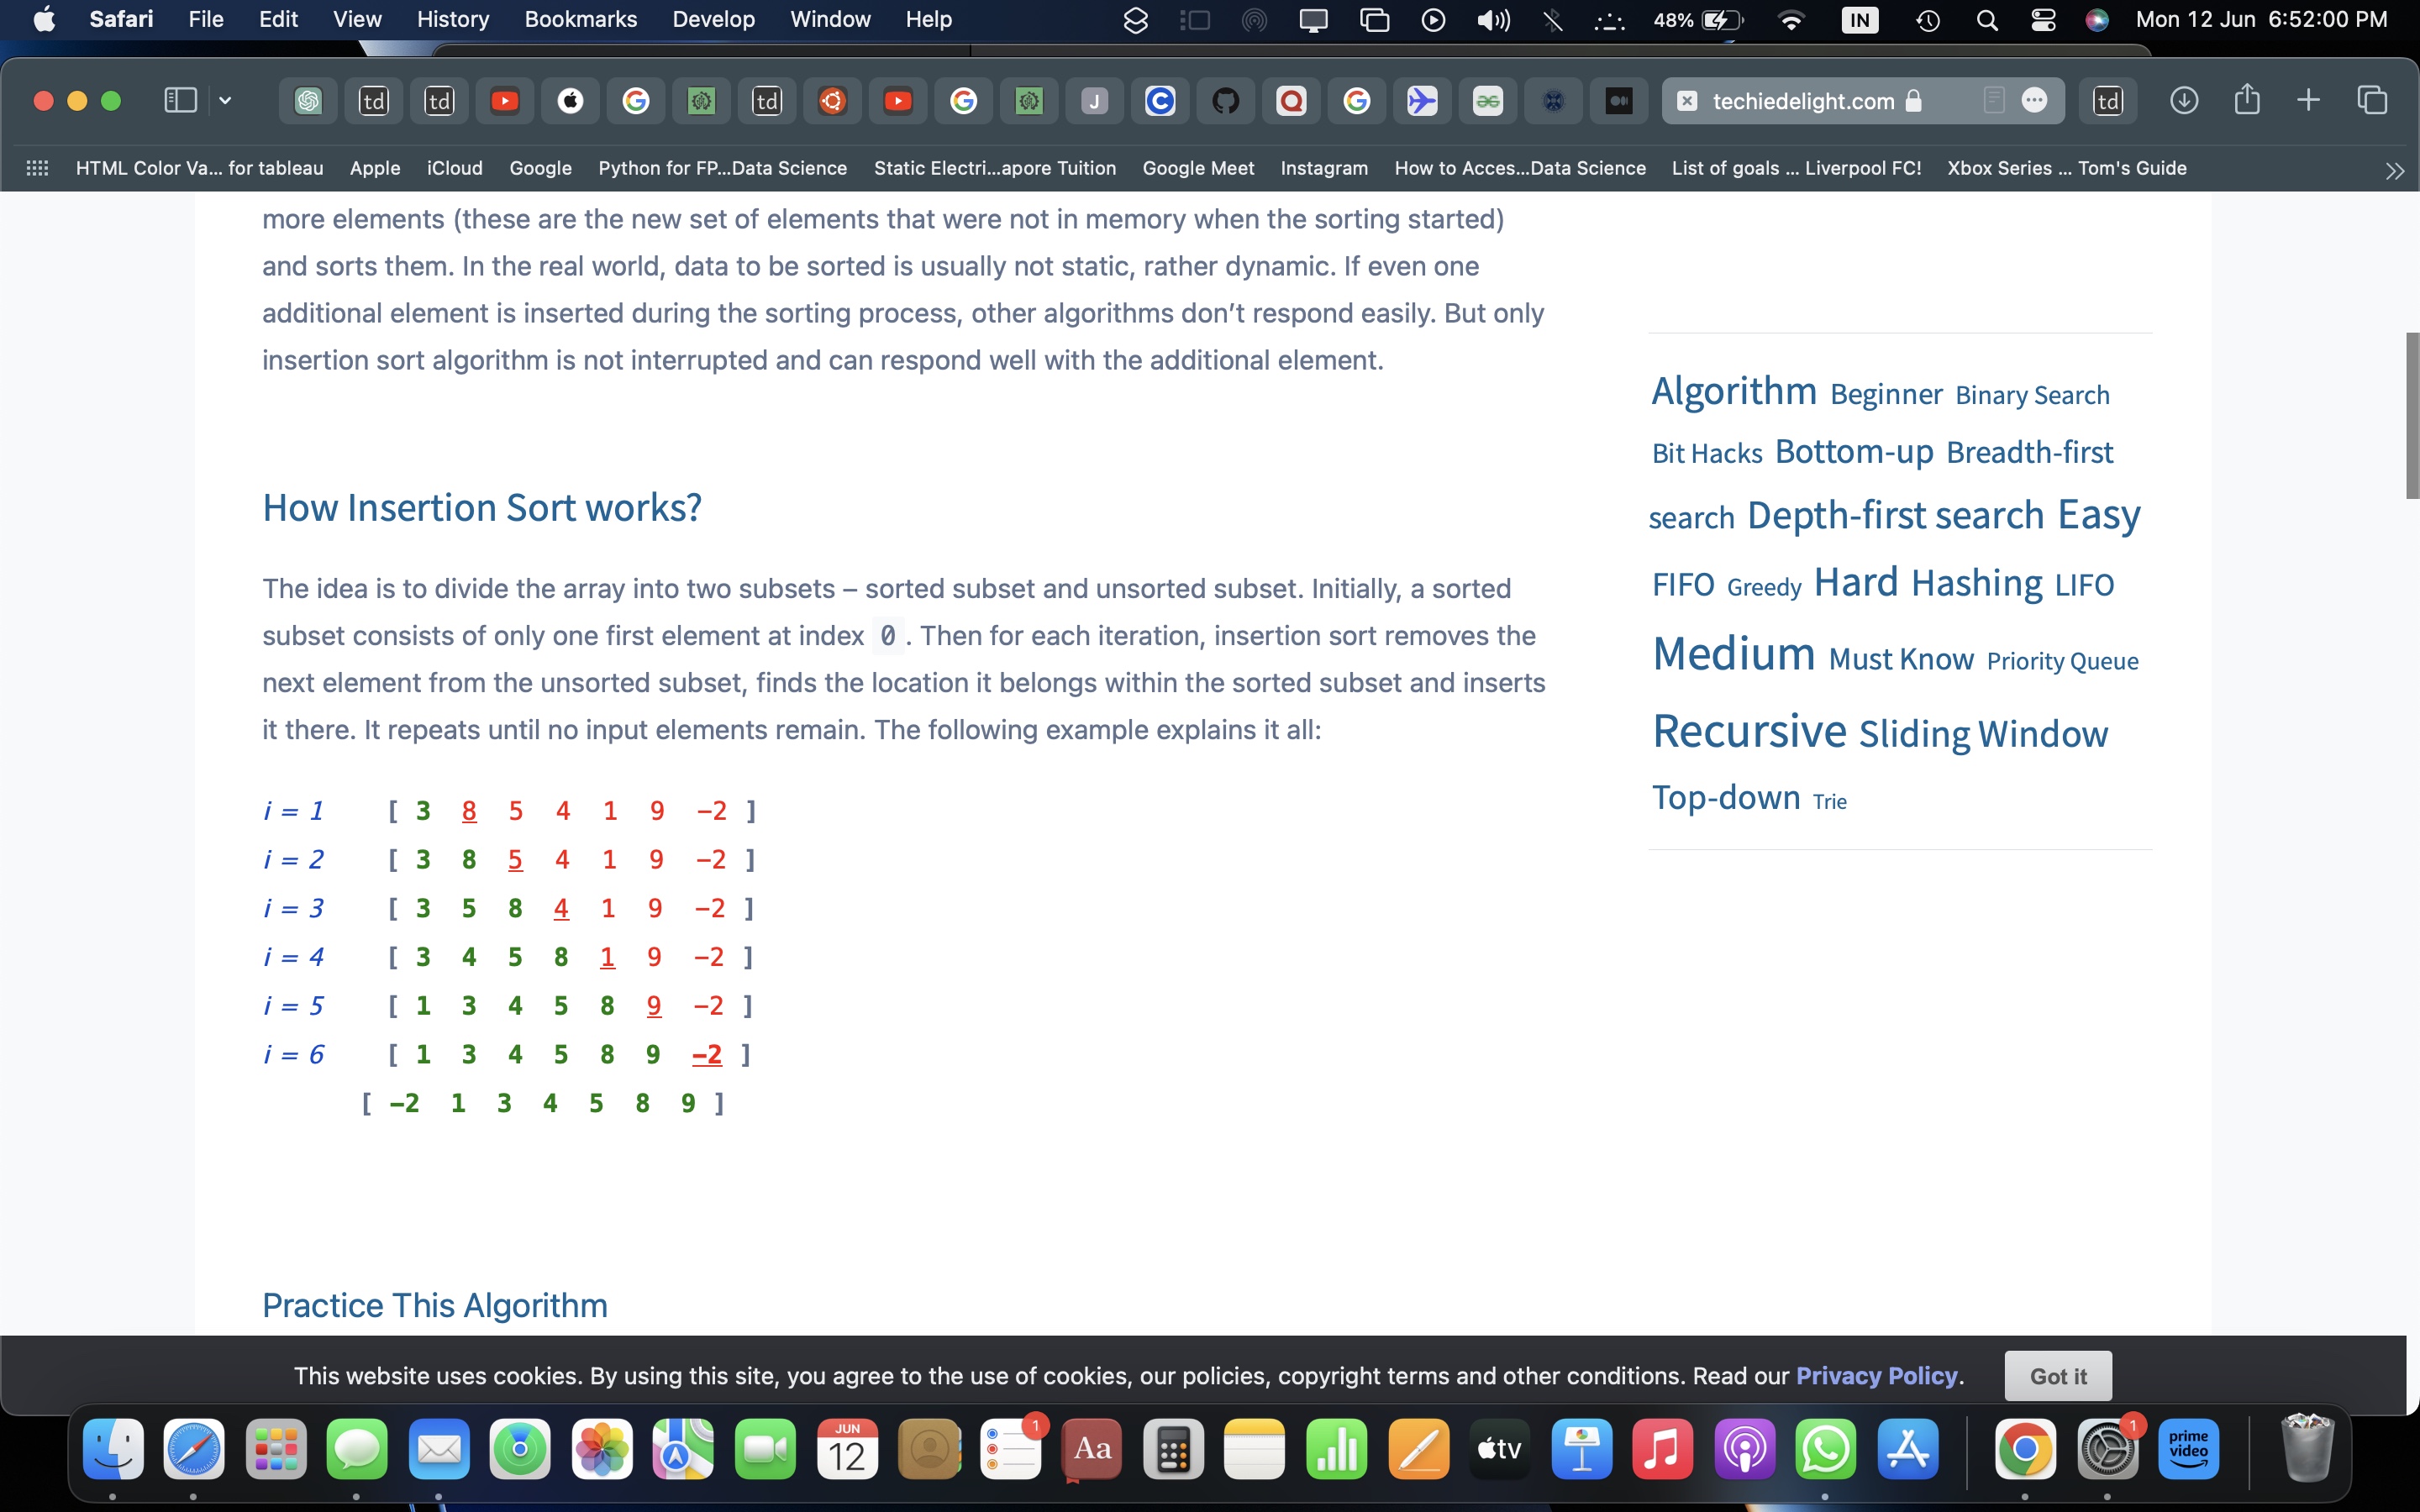 Safari File Edit View History Bookmarks Develop Window Help 48% IN Mon 12 Jun 6:52:00 PM
td td td J C td techiedelight.com td
HTML Color Va... for tableau Apple iCloud Google Python for FP...Data Science Static Electri...apore Tuition Google Meet Instagram How to Acces...Data Science List of goals ... Liverpool FC! Xbox Series ... Tom's Guide
more elements (these are the new set of elements that were not in memory when the sorting started)
and sorts them. In the real world, data to be sorted is usually not static, rather dynamic. If even one
additional element is inserted during the sorting process, other algorithms don’t respond easily. But only
insertion sort algorithm is not interrupted and can respond well with the additional element.
How Insertion Sort works?
The idea is to divide the array into two subsets – sorted subset and unsorted subset. Initially, a sorted
subset consists of only one first element at index 0. Then for each iteration, insertion sort removes the
next element from the unsorted subset, finds the location it belongs within the sorted subset and inserts
it there. It repeats until no input elements remain. The following example explains it all:
i = 1 [ 3 8 5 4 1 9 –2 ]
i = 2 [ 3 8 5 4 1 9 –2 ]
i = 3 [ 3 5 8 4 1 9 –2 ]
i = 4 [ 3 4 5 8 1 9 –2 ]
i = 5 [ 1 3 4 5 8 9 –2 ]
i = 6 [ 1 3 4 5 8 9 –2 ]
[ –2 1 3 4 5 8 9 ]
Practice This Algorithm
Algorithm Beginner Binary Search
Bit Hacks Bottom-up Breadth-first
search Depth-first search Easy
FIFO Greedy Hard Hashing LIFO
Medium Must Know Priority Queue
Recursive Sliding Window
Top-down Trie
This website uses cookies. By using this site, you agree to the use of cookies, our policies, copyright terms and other conditions. Read our Privacy Policy. Got it
JUN
12
1
Aa
tv
1
prime
video